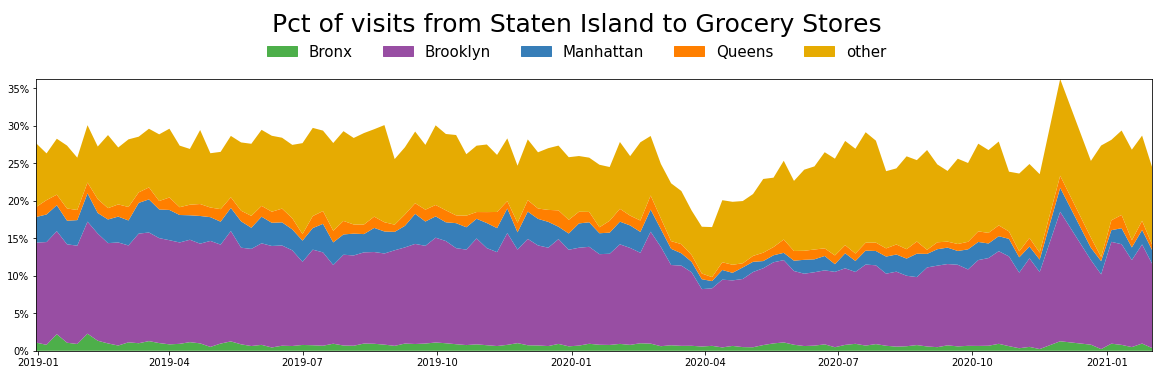 Pct of visits from Staten Island to Grocery Stores
Bronx Brooklyn Manhattan Queens other
35%
30%
25%
20%
15%
10%
5%
0%
2019-01 2019-04 2019-07 2019-10 2020-01 2020-04 2020-07 2020-10 2021-01